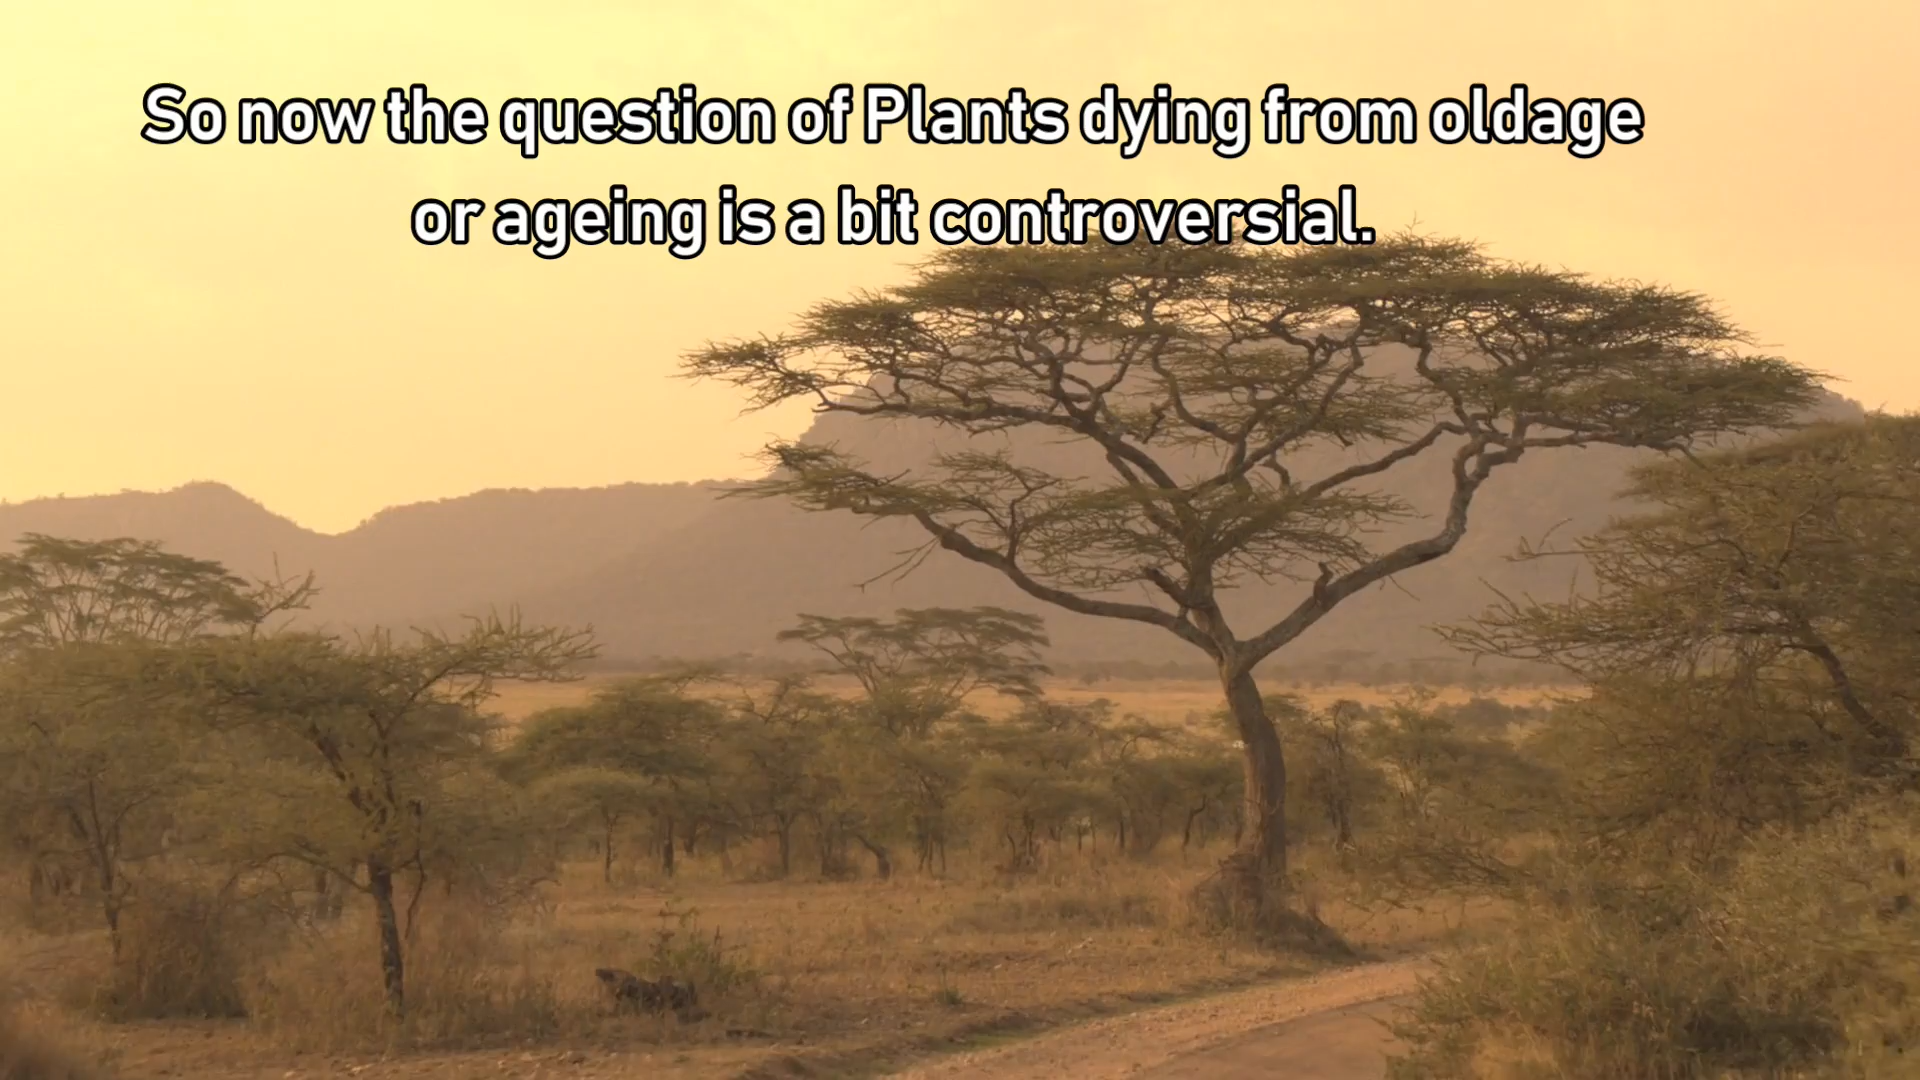 So now the question of Plants dying from oldage
or ageing is a bit controversial.